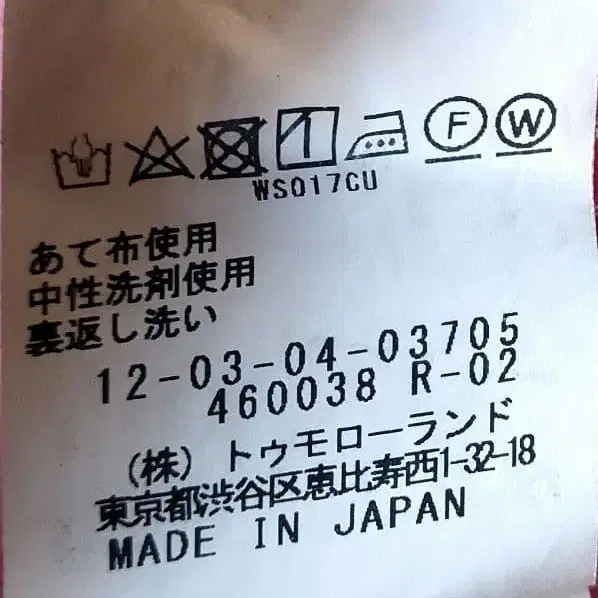 F W
WS017CU
あて布使用
中性洗剤使用
裏返し洗い
12-03-04-03705
460038 R-02
(株) トゥモローランド
東京都渋谷区恵比寿西1-32-18
MADE IN JAPAN